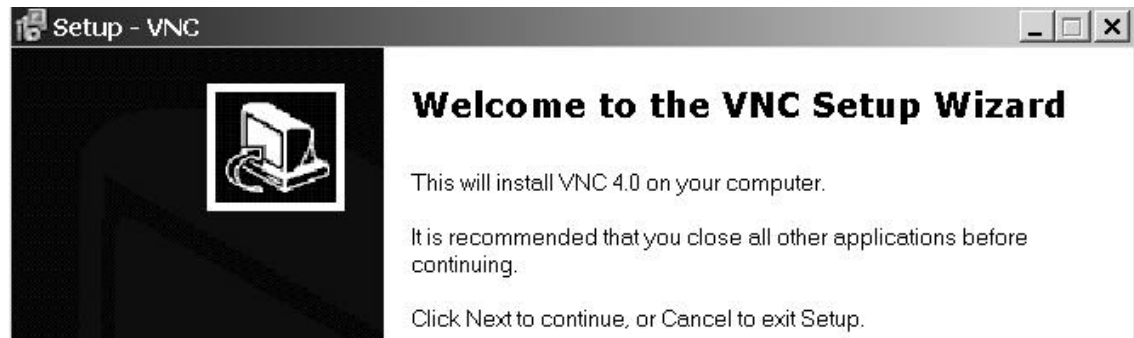 Setup - VNC
Welcome to the VNC Setup Wizard
This will install VNC 4.0 on your computer.
It is recommended that you close all other applications before
continuing.
Click Next to continue, or Cancel to exit Setup.